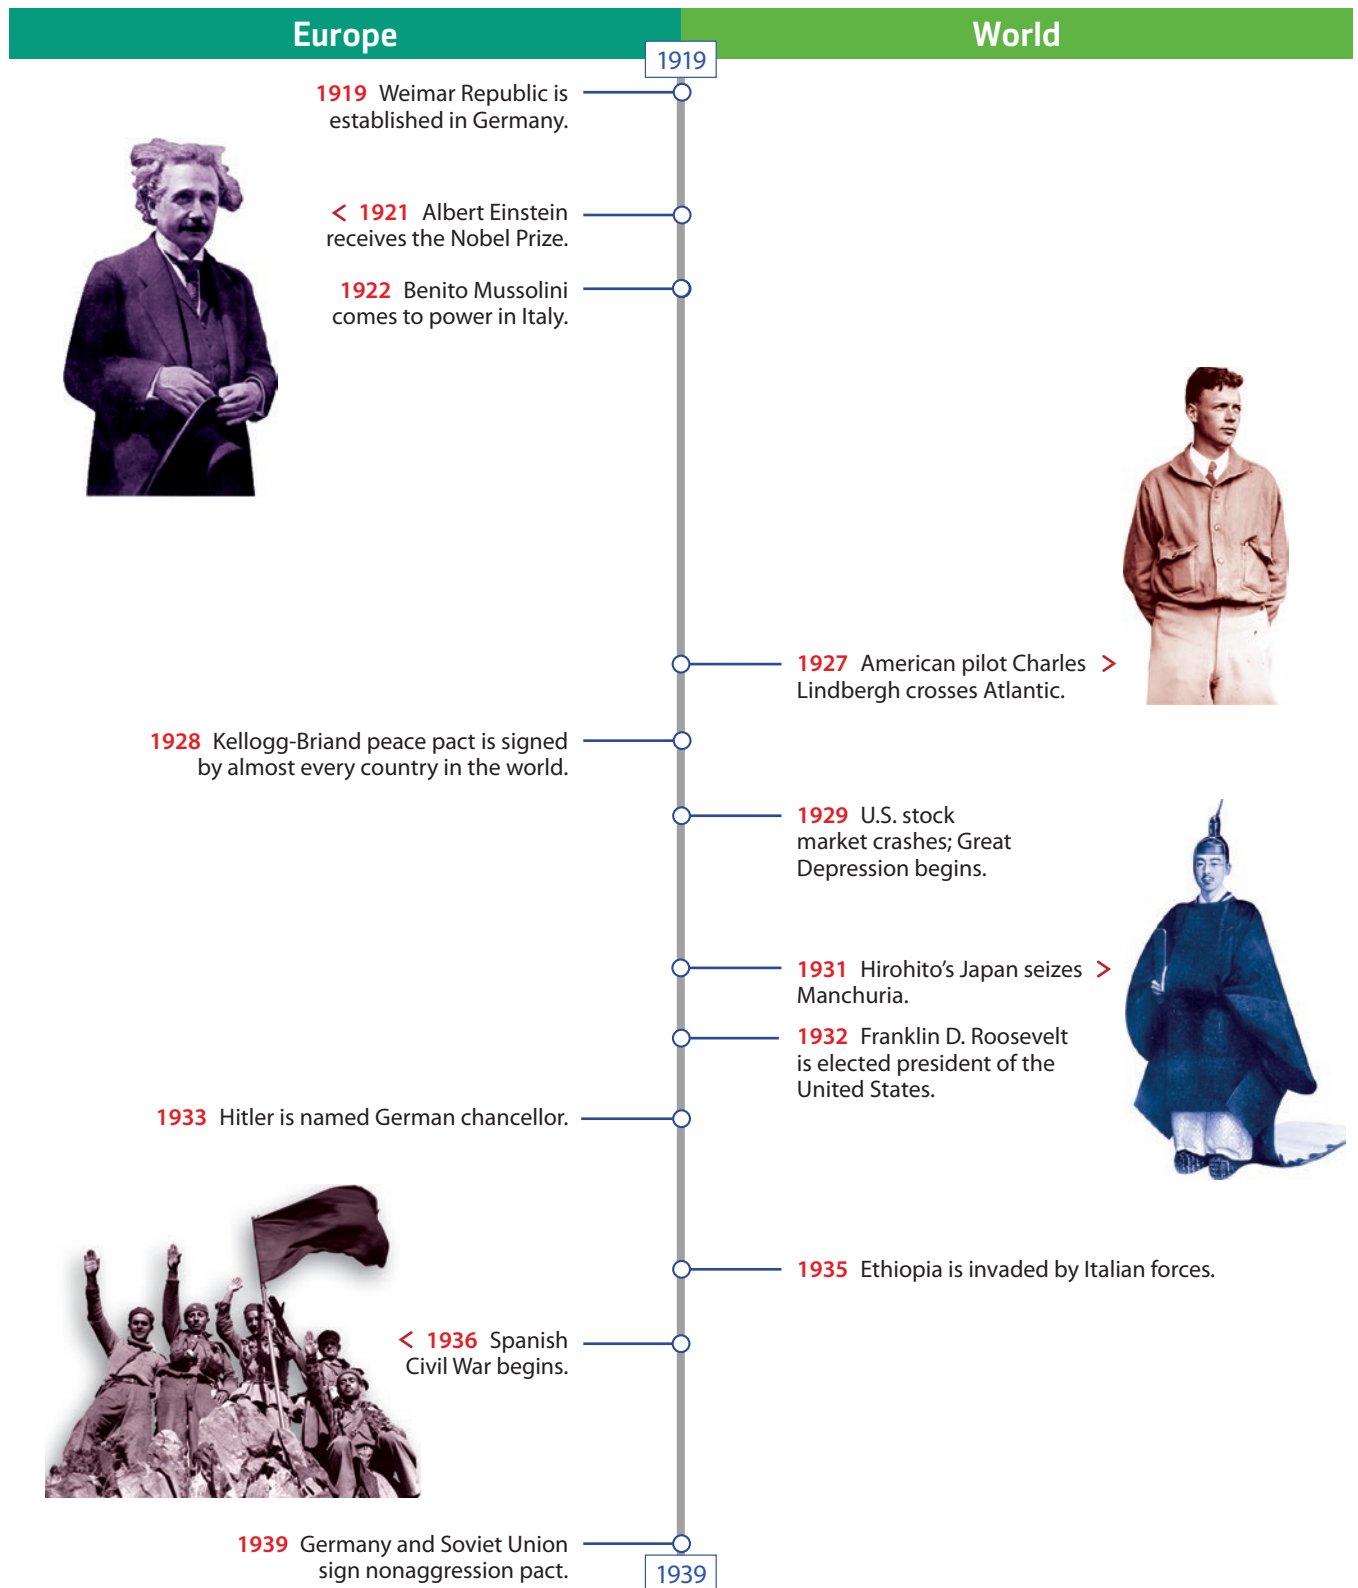 Europe
World
1919
1919 Weimar Republic is
established in Germany.
< 1921 Albert Einstein
receives the Nobel Prize.
1922 Benito Mussolini
comes to power in Italy.
1927 American pilot Charles >
Lindbergh crosses Atlantic.
1928 Kellogg-Briand peace pact is signed
by almost every country in the world.
1929 U.S. stock
market crashes; Great
Depression begins.
1931 Hirohito’s Japan seizes >
Manchuria.
1932 Franklin D. Roosevelt
is elected president of the
United States.
1933 Hitler is named German chancellor.
1935 Ethiopia is invaded by Italian forces.
< 1936 Spanish
Civil War begins.
1939 Germany and Soviet Union
sign nonaggression pact.
1939